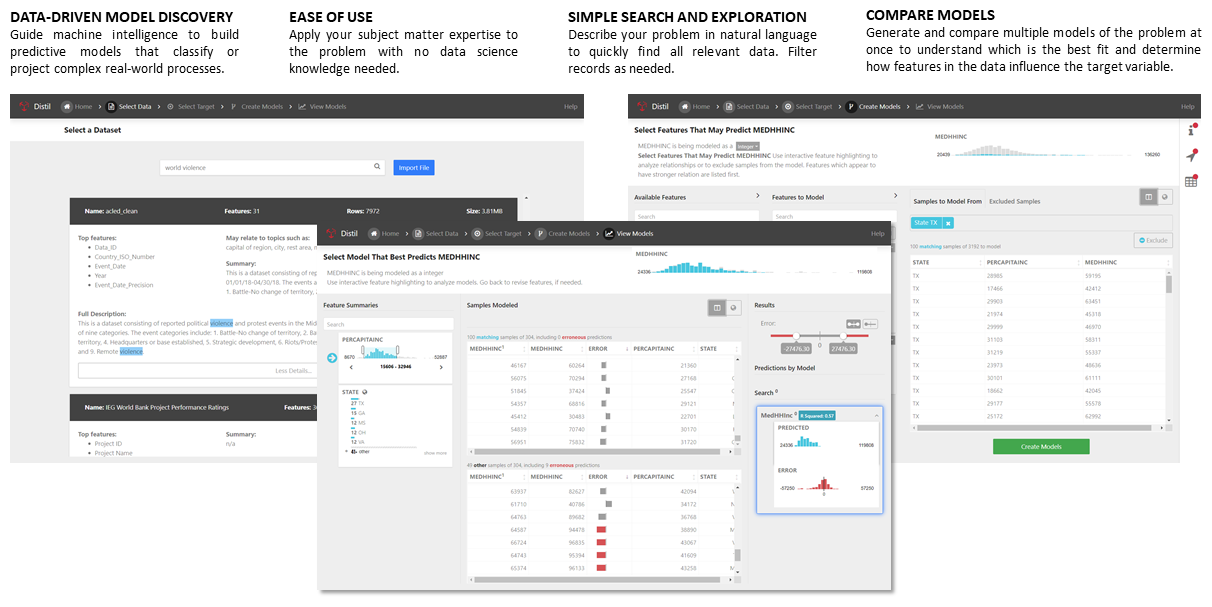 DATA-DRIVEN MODEL DISCOVERY
Guide machine intelligence to build
predictive models that classify or
project complex real-world processes.
EASE OF USE
Apply your subject matter expertise to
the problem with no data science
knowledge needed.
SIMPLE SEARCH AND EXPLORATION
Describe your problem in natural language
to quickly find all relevant data. Filter
records as needed.
COMPARE MODELS
Generate and compare multiple models of the problem at
once to understand which is the best fit and determine
how features in the data influence the target variable.
Distil Home Select Data Select Target Create Models View Models Help
Select a Dataset
world violence
Import File
Name: acled_clean Features: 31 Rows: 7972 Size: 3.81MB
Top features:
Data_ID
Country_ISO_Number
Event_Date
Year
Event_Date_Precision
May relate to topics such as:
capital of region, city, rest area,
Summary:
This is a dataset consisting of rep
01/01/18-04/30/18. The events a
1. Battle-No change of territory, 2
Full Description:
This is a dataset consisting of reported political violence and protest events in the Mid
of nine categories. The event categories include: 1. Battle-No change of territory, 2. Ba
territory, 4. Headquarters or base established, 5. Strategic development, 6. Riots/Prote
and 9. Remote violence
Less Details...
Name: IEG World Bank Project Performance Ratings Features: 3
Top features:
Project ID
Project Name
Summary:
n/a
Distil Home Select Data Select Target Create Models View Models Help
Select Features That May Predict MEDHHINC
MEDHHINC is being modeled as a Integer
Select Features That May Predict MEDHHINC Use interactive feature highlighting to
analyze relationships or to exclude samples from the model. Features which appear to
have stronger relation are listed first.
MEDHHINC
20439 136260
Available Features
Search
Features to Model
Search
Samples to Model From Excluded Samples
State TX
100 matching samples of 3192 to model
Exclude
STATE PERCAPITAINC MEDHHINC
TX 28985 59195
TX 17466 42412
TX 29903 63451
TX 21974 45318
TX 29999 46970
TX 31103 58311
TX 31219 55337
TX 23973 48636
TX 30101 61111
TX 18662 42045
TX 29177 55578
TX 25172 62992
Create Models
Distil Home Select Data Select Target Create Models View Models Help
Select Model That Best Predicts MEDHHINC
MEDHHINC is being modeled as a integer
Use interactive feature highlighting to analyze models. Go back to revise features, if needed.
MEDHHINC
24336 119808
Feature Summaries
Search
PERCAPITAINC
8670 52887
15606 - 32946
STATE
27 TX
15 GA
12 MS
12 OH
12 VA
other
show more
Samples Modeled
100 matching samples of 304, including 0 erroneous predictions
MEDHHINC MEDHHINC ERROR PERCAPITAINC STATE
46167 60264 21360
56075 70294 27168
51845 37424 25547
54357 68816 29121
45412 30463 22701
54839 70740 30170
56951 75832 31720
49 other samples of 304, including 9 erroneous predictions
MEDHHINC MEDHHINC ERROR PERCAPITAINC STATE
63937 82627 42094
61710 40786 34172
64763 89682 36768
64587 94478 38890
66724 96835 43067
64743 95394 41609
65374 96133 43258
Results
Error:
-27476.30 0 27476.30
Predictions by Model
Search 0
MedHHInc 0 R Squared: 0.57
PREDICTED
24336 119808
ERROR
-57250 57250
0